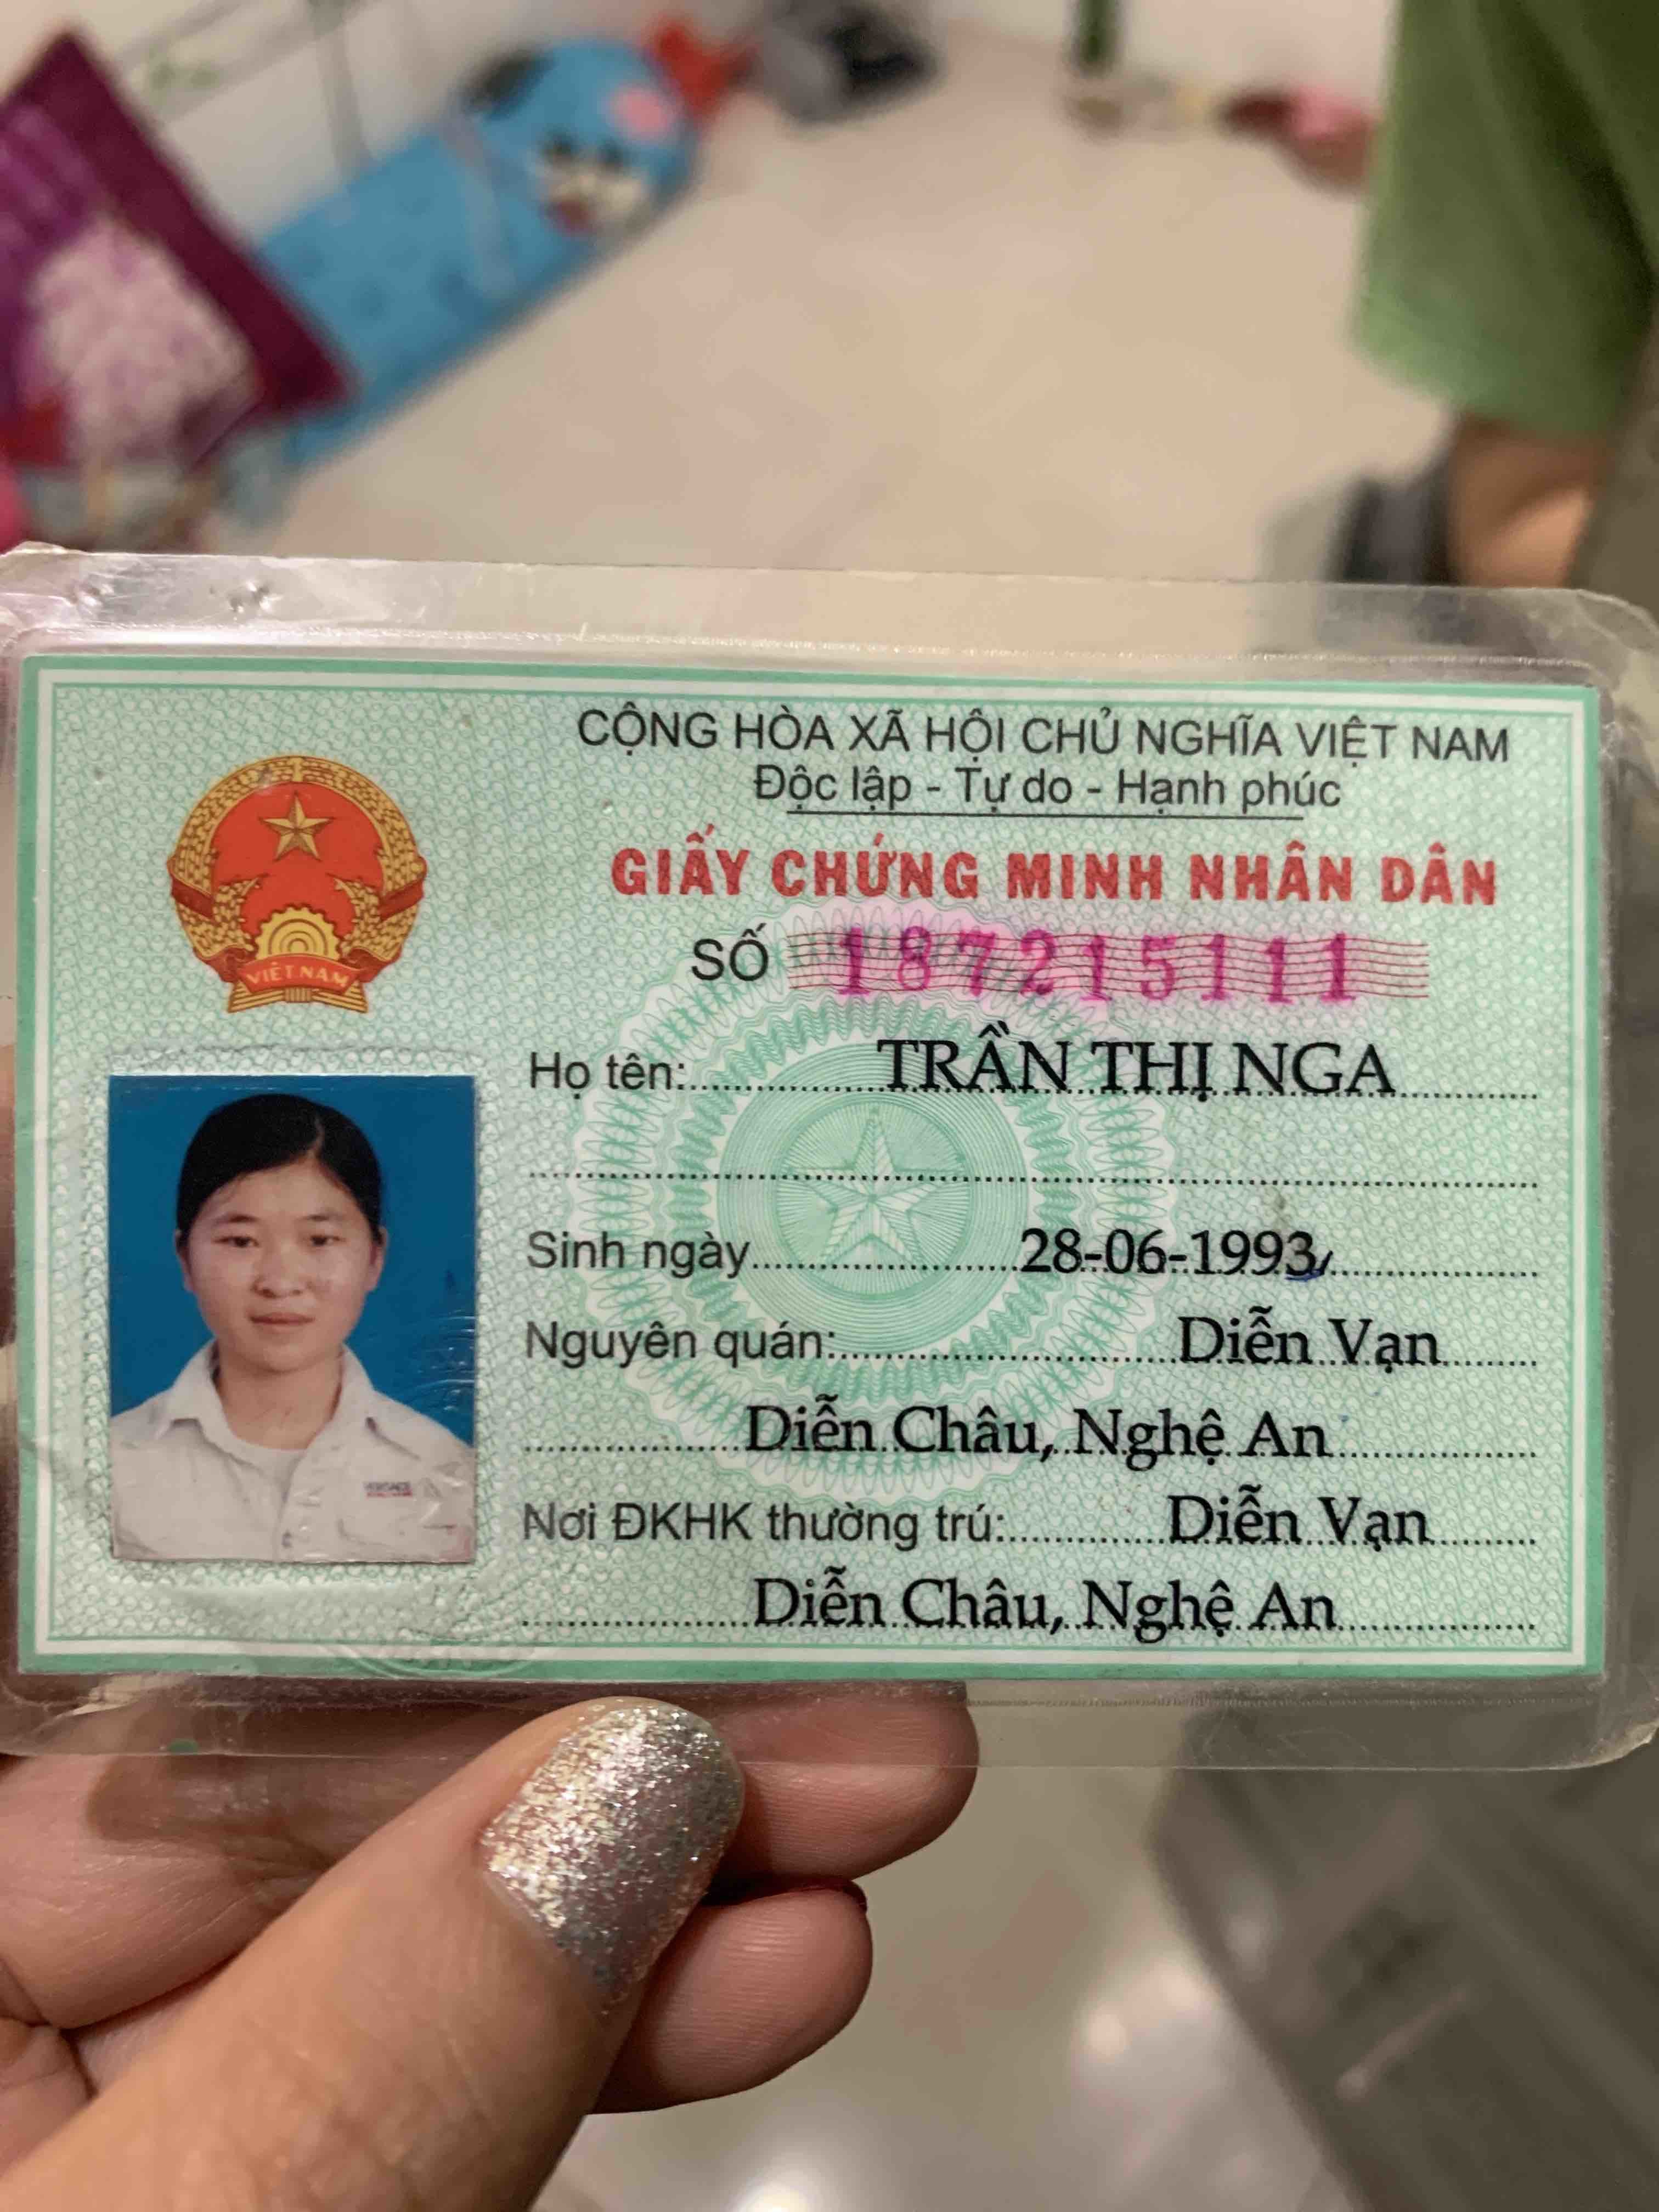 CỘNG HÒA XÃ HỘI CHỦ NGHĨA VIỆT NAM
Độc lập - Tự do - Hạnh phúc
GIẤY CHỨNG MINH NHÂN DÂN
SỐ 187215111
VIỆT NAM
Họ tên: TRẦN THỊ NGA
Sinh ngày 28-06-1993
Nguyên quán: Diễn Vạn
Diễn Châu, Nghệ An
Nơi ĐKHK thường trú: Diễn Vạn
Diễn Châu, Nghệ An